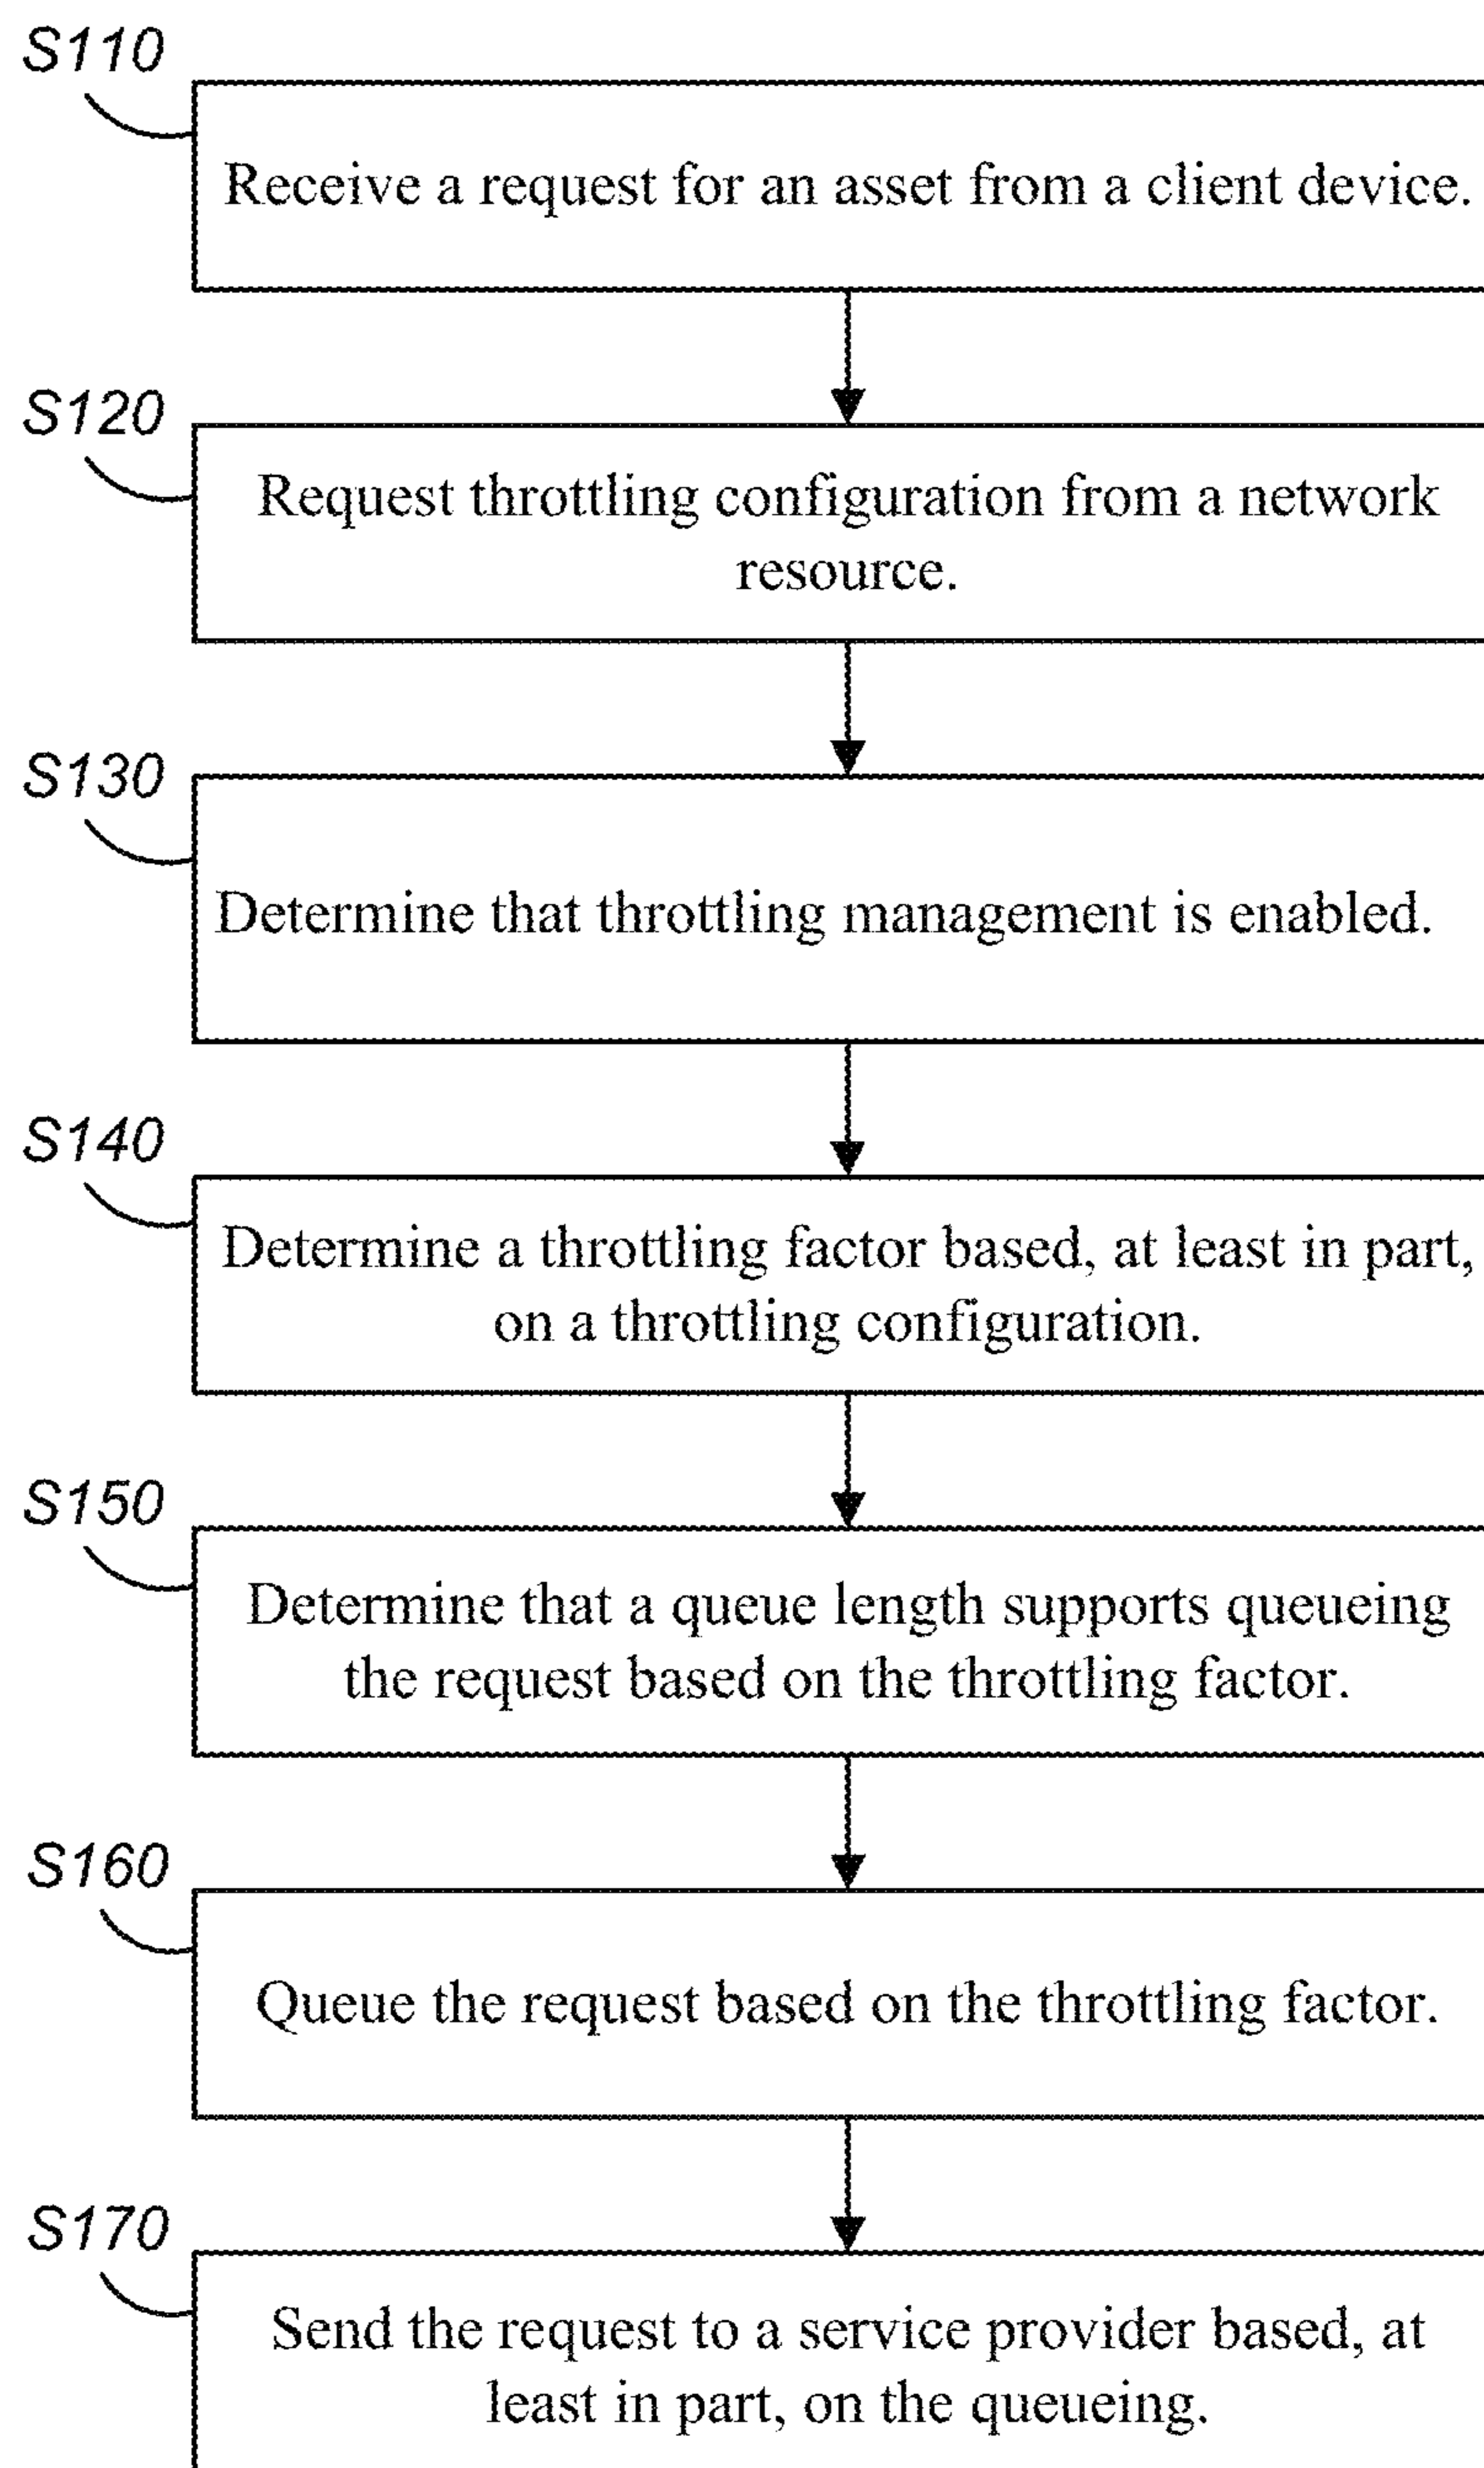 S110
Receive a request for an asset from a client device.
S120
Request throttling configuration from a network
resource.
S130
Determine that throttling management is enabled.
S140
Determine a throttling factor based, at least in part,
on a throttling configuration.
S150
Determine that a queue length supports queueing
the request based on the throttling factor.
S160
Queue the request based on the throttling factor.
S170
Send the request to a service provider based, at
least in part, on the queueing.